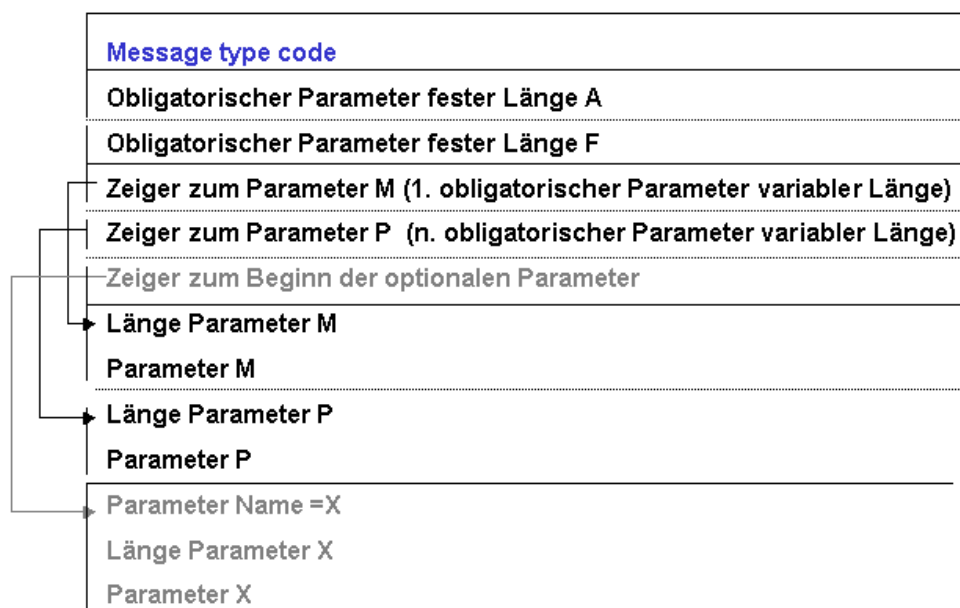 Message type code
Obligatorischer Parameter fester Länge A
Obligatorischer Parameter fester Länge F
Zeiger zum Parameter M (1. obligatorischer Parameter variabler Länge)
Zeiger zum Parameter P (n. obligatorischer Parameter variabler Länge)
Zeiger zum Beginn der optionalen Parameter
Länge Parameter M
Parameter M
Länge Parameter P
Parameter P
Parameter Name =X
Länge Parameter X
Parameter X